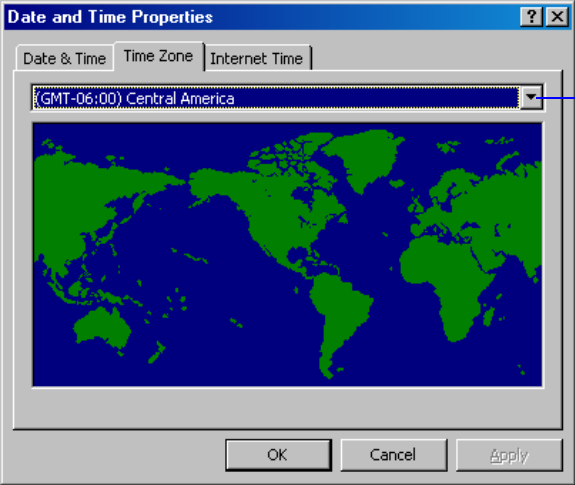 Date and Time Properties
Date & Time Time Zone Internet Time
(GMT-06:00) Central America
OK Cancel Apply